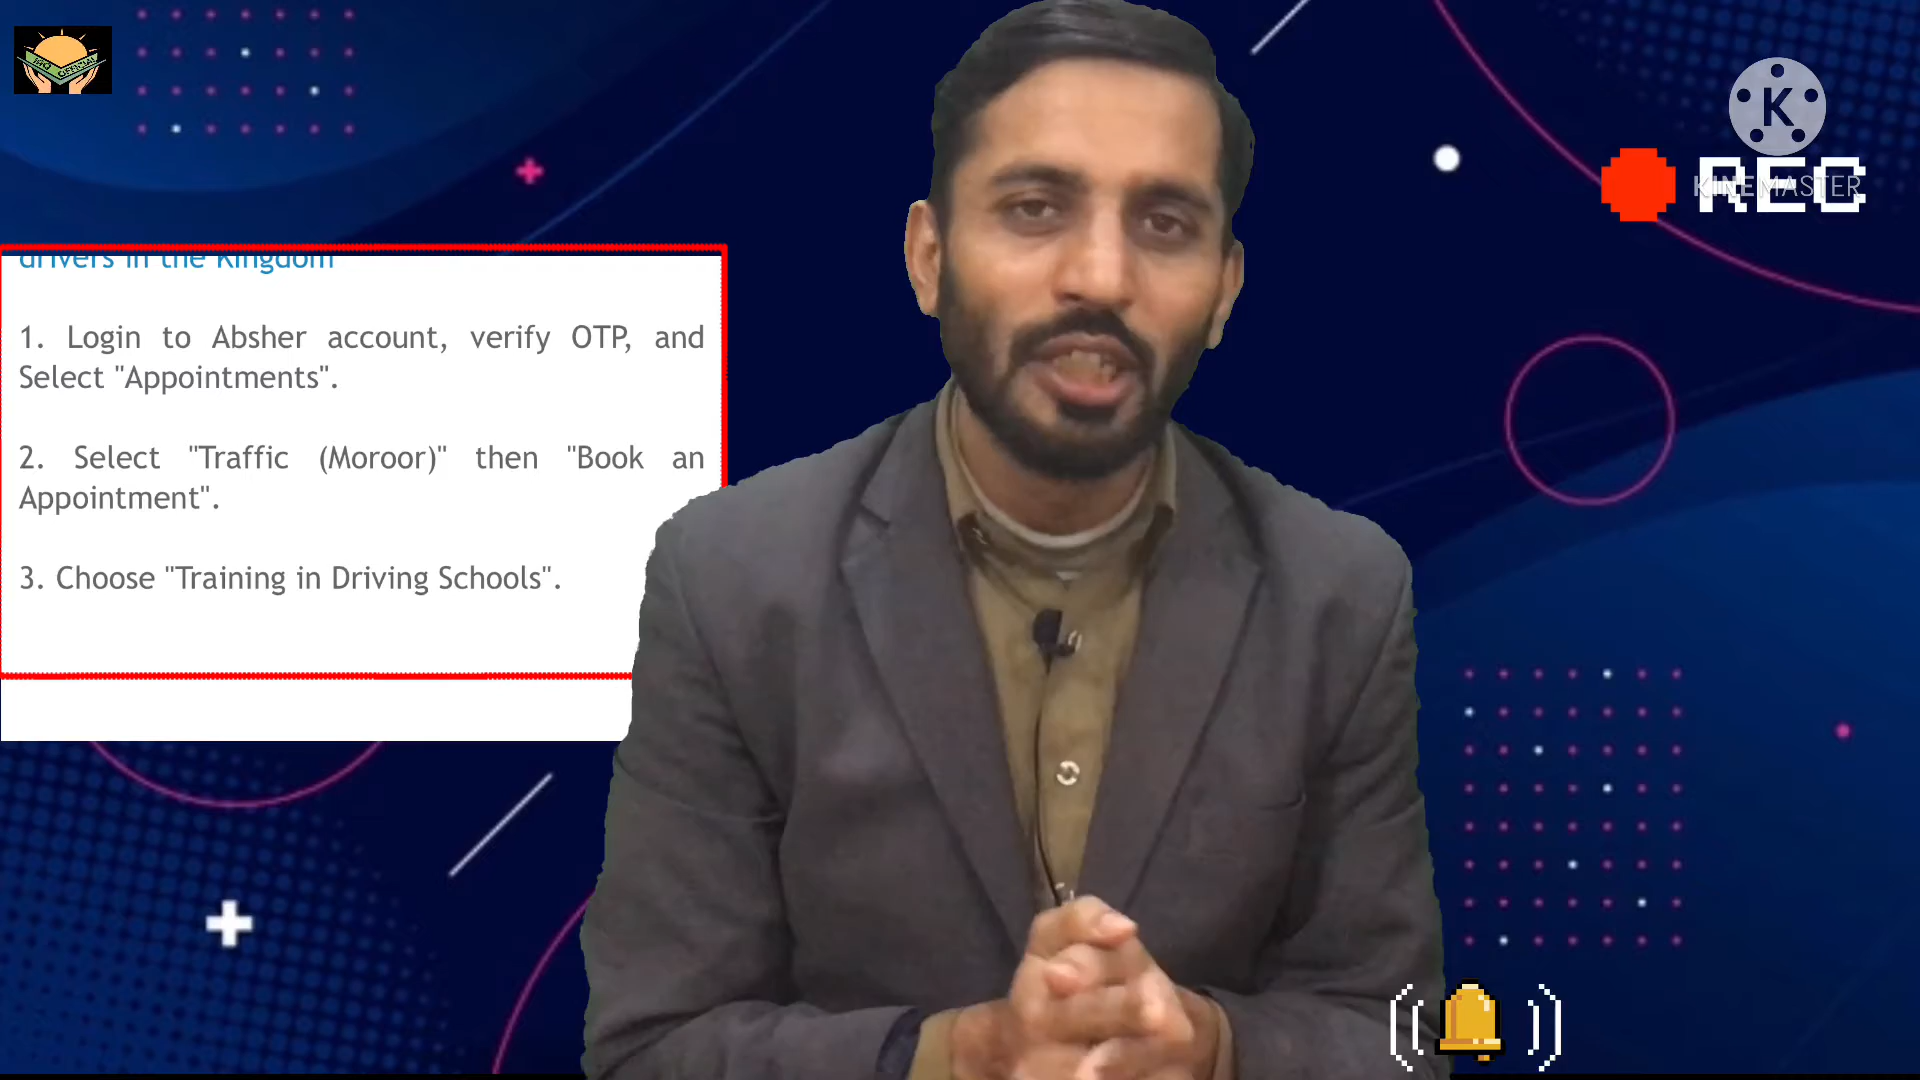 OFFICIAL
K
REC
KINEMASTER
drivers in the Kingdom
1. Login to Absher account, verify OTP, and
Select "Appointments".
2. Select "Traffic (Moroor)" then "Book an
Appointment".
3. Choose "Training in Driving Schools".